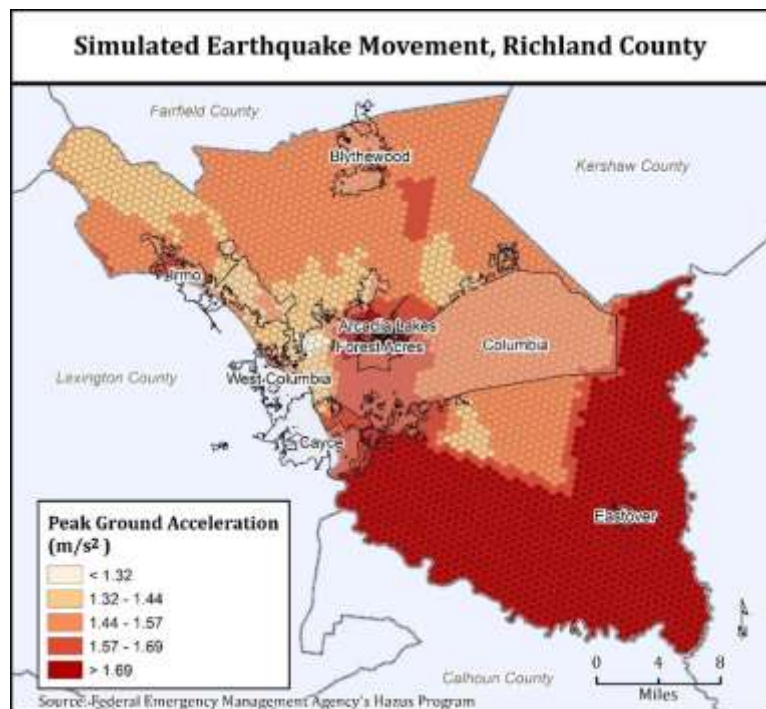 Simulated Earthquake Movement, Richland County
Fairfield County
Blythewood
Kershaw County
Irmo
Arcadia Lakes
Forest Acres
Columbia
Lexington County
West Columbia
Cayce
Eastover
Peak Ground Acceleration
(m/s²)
< 1.32
1.32 - 1.44
1.44 - 1.57
1.57 - 1.69
> 1.69
N
0 4 8
Miles
Calhoun County
Source: Federal Emergency Management Agency's Hazus Program